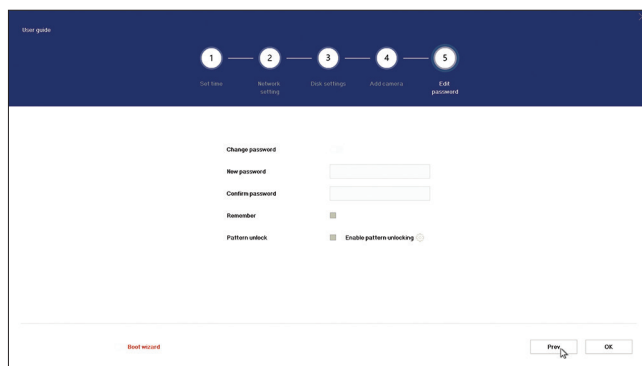 User guide
1 2 3 4 5
Set time Network setting Disk settings Add camera Edit password
Change password
New password
Confirm password
Remember
Pattern unlock Enable pattern unlocking
Boot wizard Prev OK